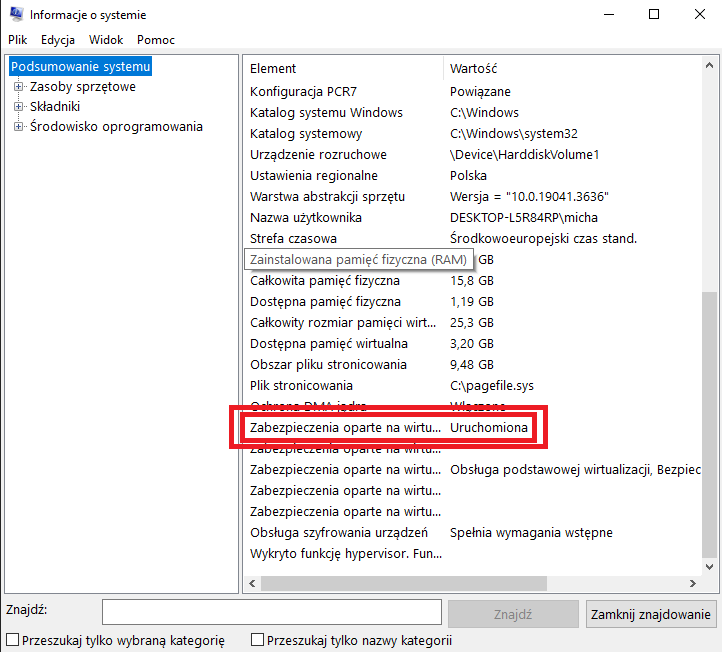 Informacje o systemie
Plik Edycja Widok Pomoc
Podsumowanie systemu
Zasoby sprzętowe
Składniki
Środowisko oprogramowania
Element Wartość
Konfiguracja PCR7 Powiązane
Katalog systemu Windows C:\Windows
Katalog systemowy C:\Windows\system32
Urządzenie rozruchowe \Device\HarddiskVolume1
Ustawienia regionalne Polska
Warstwa abstrakcji sprzętu Wersja = "10.0.19041.3636"
Nazwa użytkownika DESKTOP-L5R84RP\micha
Strefa czasowa Środkowoeuropejski czas stand.
Zainstalowana pamięć fizyczna (RAM) GB
Całkowita pamięć fizyczna 15,8 GB
Dostępna pamięć fizyczna 1,19 GB
Całkowity rozmiar pamięci wirt... 25,3 GB
Dostępna pamięć wirtualna 3,20 GB
Obszar pliku stronicowania 9,48 GB
Plik stronicowania C:\pagefile.sys
Ochrona DMA jądra Włączone
Zabezpieczenia oparte na wirtu... Uruchomiona
Zabezpieczenia oparte na wirtu...
Zabezpieczenia oparte na wirtu... Obsługa podstawowej wirtualizacji, Bezpiec
Zabezpieczenia oparte na wirtu...
Zabezpieczenia oparte na wirtu...
Obsługa szyfrowania urządzeń Spełnia wymagania wstępne
Wykryto funkcję hypervisor. Fun...
Znajdź: Znajdź Zamknij znajdowanie
Przeszukaj tylko wybraną kategorię Przeszukaj tylko nazwy kategorii